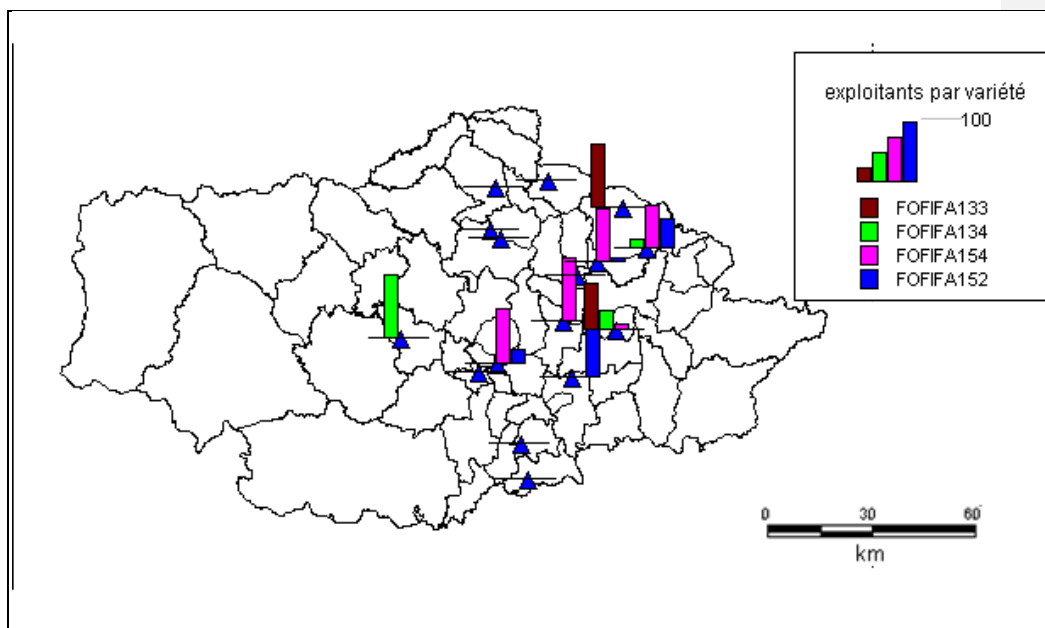 exploitants par variété
100
FOFIFA133
FOFIFA134
FOFIFA154
FOFIFA152
0 30 60
km